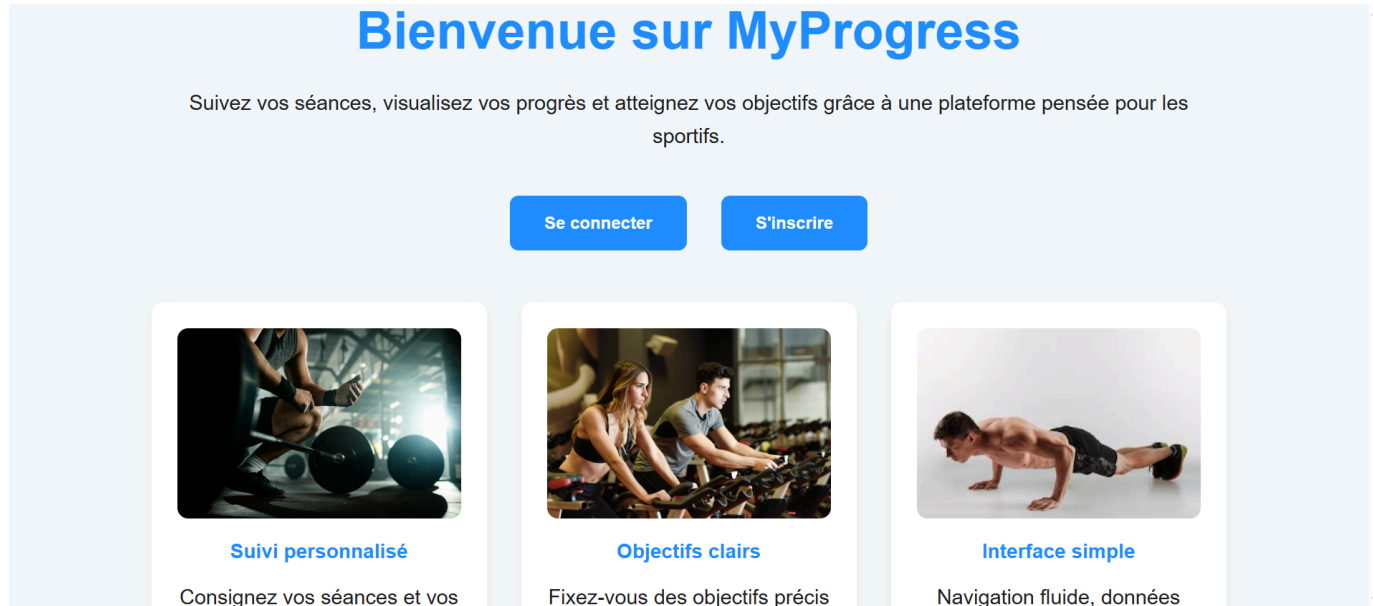 Bienvenue sur MyProgress
Suivez vos séances, visualisez vos progrès et atteignez vos objectifs grâce à une plateforme pensée pour les
sportifs.
Se connecter
S'inscrire
Suivi personnalisé
Consignez vos séances et vos
Objectifs clairs
Fixez-vous des objectifs précis
Interface simple
Navigation fluide, données